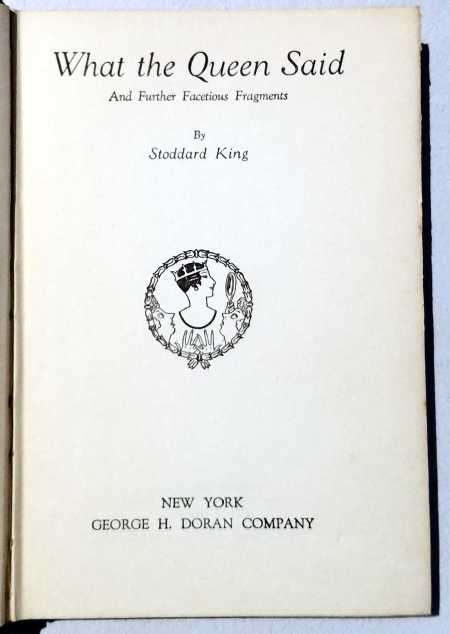 What the Queen Said
And Further Facetious Fragments
By
Stoddard King
NEW YORK
GEORGE H. DORAN COMPANY